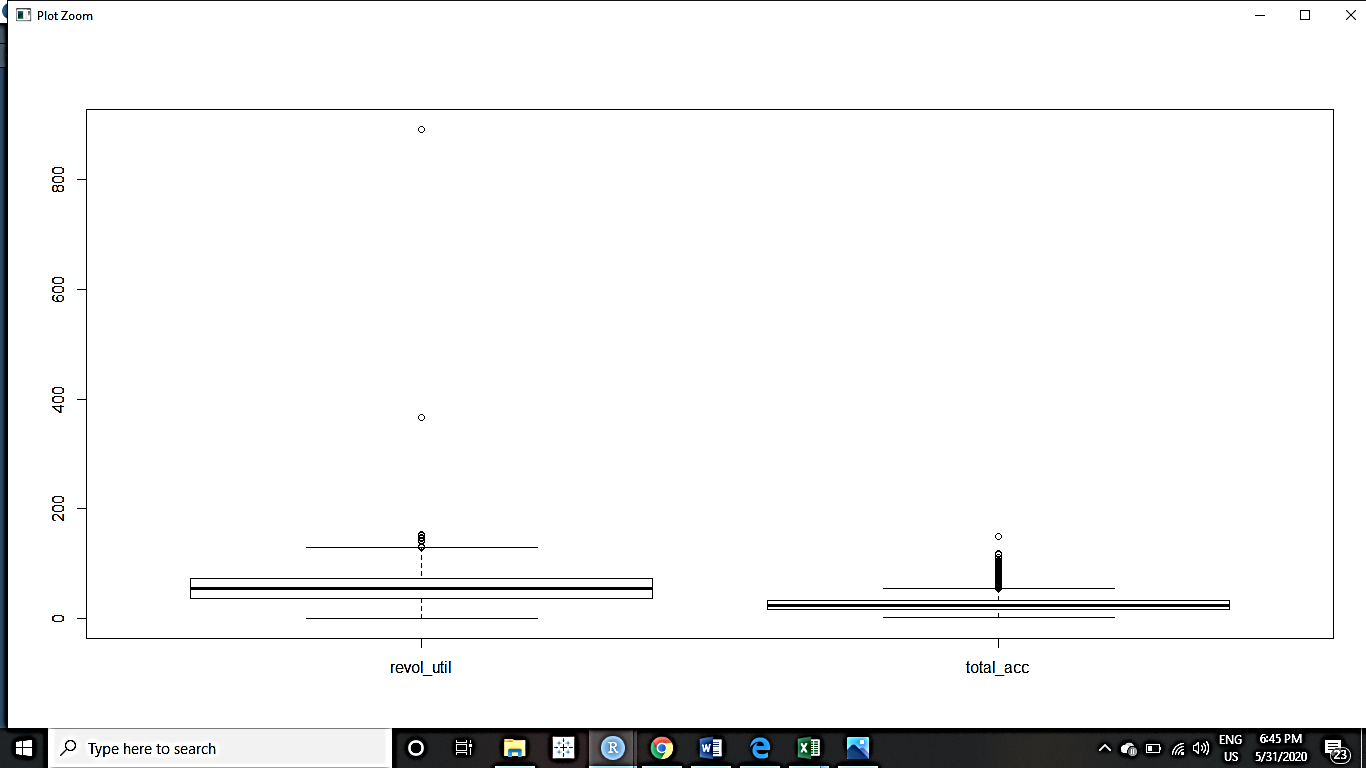 Plot Zoom
800
600
400
200
0
revol_util
total_acc
Type here to search
R
ENG
US
6:45 PM
5/31/2020
23